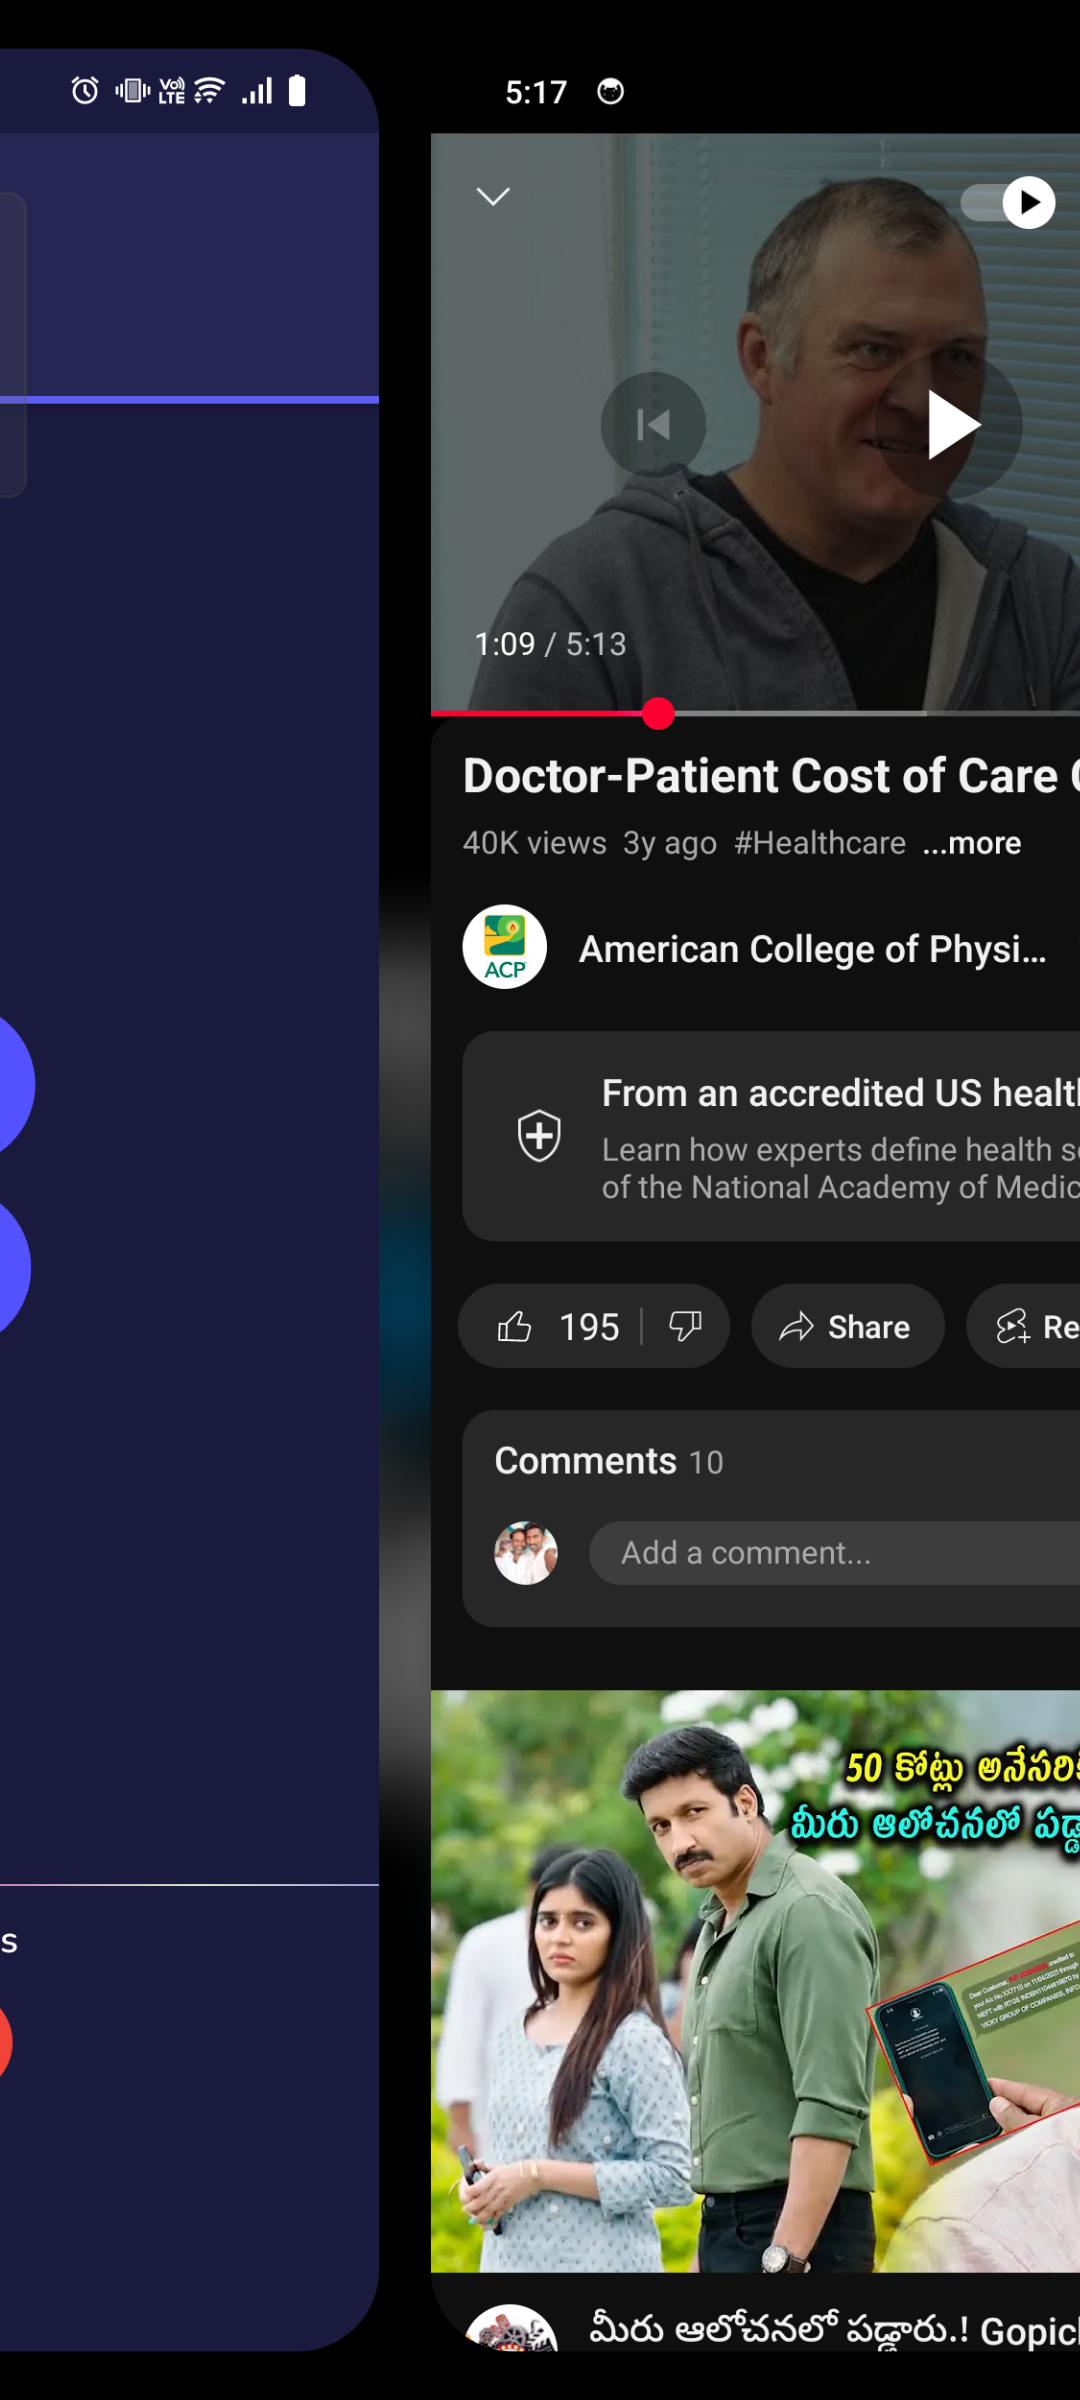 Vo)) LTE
5:17
1:09 / 5:13
Doctor-Patient Cost of Care
40K views 3y ago #Healthcare ...more
ACP
American College of Physi...
From an accredited US healt
Learn how experts define health s
of the National Academy of Medic
195
Share
Re
Comments 10
Add a comment...
50 కోట్లు అనేసరి
మీరు ఆలోచనలో పడ్డ
s
మీరు ఆలోచనలో పడ్డారు.! Gopic